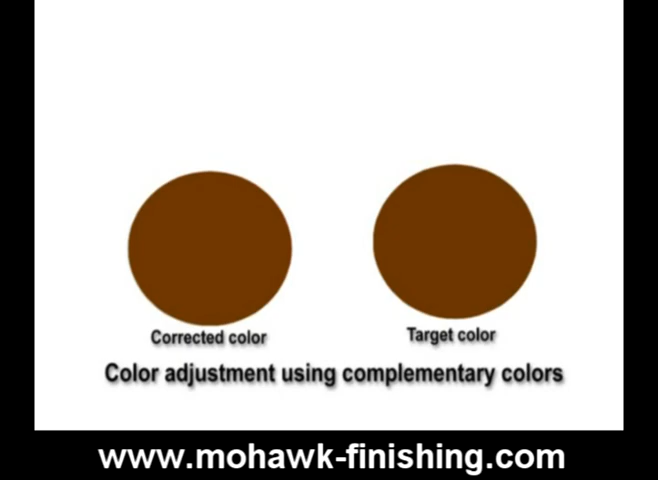 Corrected color
Target color
Color adjustment using complementary colors
www.mohawk-finishing.com